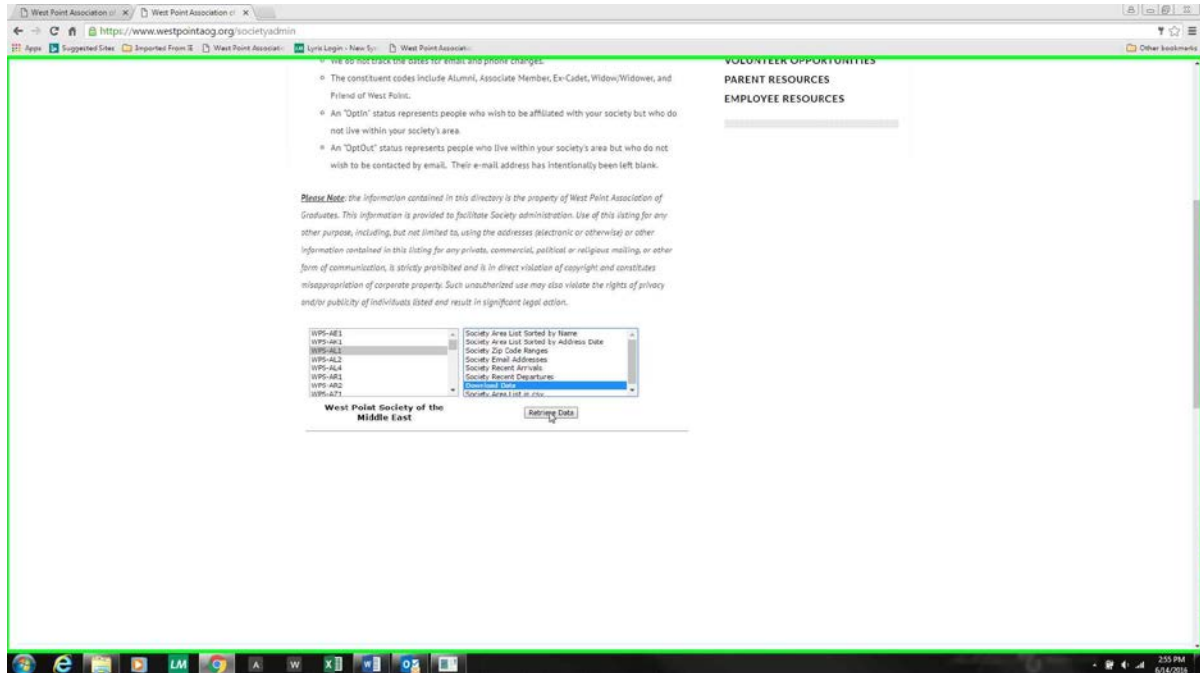 West Point Association of
West Point Association of
https://www.westpointaog.org/societyadmin
Apps Suggested Sites Imported From IE West Point Associati Lyris Login - New Sys West Point Associati Other bookmarks
We do not track the dates for email and phone changes.
The constituent codes include Alumni, Associate Member, Ex-Cadet, Widow/Widower, and
Friend of West Point.
An "OptIn" status represents people who wish to be affiliated with your society but who do
not live within your society's area.
An "OptOut" status represents people who live within your society's area but who do not
wish to be contacted by email. Their e-mail address has intentionally been left blank.
VOLUNTEER OPPORTUNITIES
PARENT RESOURCES
EMPLOYEE RESOURCES
Please Note: the information contained in this directory is the property of West Point Association of
Graduates. This information is provided to facilitate Society administration. Use of this listing for any
other purpose, including, but not limited to, using the addresses (electronic or otherwise) or other
information contained in this listing for any private, commercial, political or religious mailing, or other
form of communication, is strictly prohibited and is in direct violation of copyright and constitutes
misappropriation of corporate property. Such unauthorized use may also violate the rights of privacy
and/or publicity of individuals listed and result in significant legal action.
WPS-AE1
WPS-AK1
WPS-AL1
WPS-AL2
WPS-AL4
WPS-AR1
WPS-AR2
WPS-AZ1
Society Area List Sorted by Name
Society Area List Sorted by Address Date
Society Zip Code Ranges
Society Email Addresses
Society Recent Arrivals
Society Recent Departures
Download Data
Society Area List in csv
West Point Society of the
Middle East
Retrieve Data
LM A W
2:55 PM
6/14/2016